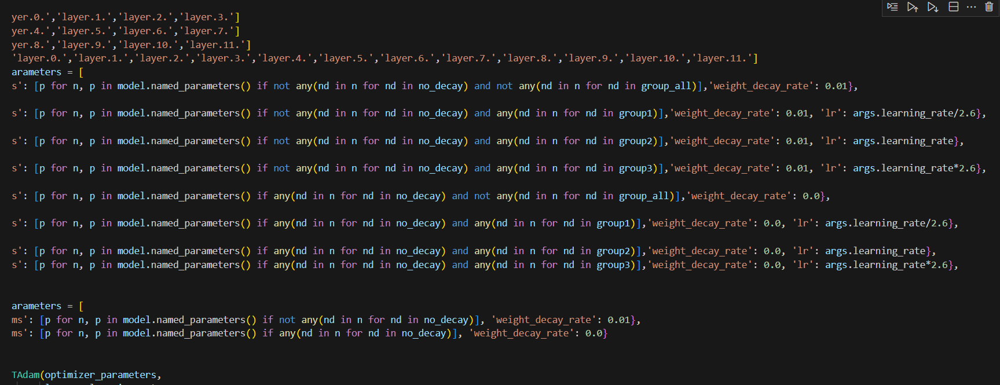 yer.0.','layer.1.','layer.2.','layer.3.']
yer.4.','layer.5.','layer.6.','layer.7.']
yer.8.','layer.9.','layer.10.','layer.11.']
'layer.0.','layer.1.','layer.2.','layer.3.','layer.4.','layer.5.','layer.6.','layer.7.','layer.8.','layer.9.','layer.10.','layer.11.']
arameters = [
s': [p for n, p in model.named_parameters() if not any(nd in n for nd in no_decay) and not any(nd in n for nd in group_all)],'weight_decay_rate': 0.01},
s': [p for n, p in model.named_parameters() if not any(nd in n for nd in no_decay) and any(nd in n for nd in group1)],'weight_decay_rate': 0.01, 'lr': args.learning_rate/2.6},
s': [p for n, p in model.named_parameters() if not any(nd in n for nd in no_decay) and any(nd in n for nd in group2)],'weight_decay_rate': 0.01, 'lr': args.learning_rate},
s': [p for n, p in model.named_parameters() if not any(nd in n for nd in no_decay) and any(nd in n for nd in group3)],'weight_decay_rate': 0.01, 'lr': args.learning_rate*2.6},
s': [p for n, p in model.named_parameters() if any(nd in n for nd in no_decay) and not any(nd in n for nd in group_all)],'weight_decay_rate': 0.0},
s': [p for n, p in model.named_parameters() if any(nd in n for nd in no_decay) and any(nd in n for nd in group1)],'weight_decay_rate': 0.0, 'lr': args.learning_rate/2.6},
s': [p for n, p in model.named_parameters() if any(nd in n for nd in no_decay) and any(nd in n for nd in group2)],'weight_decay_rate': 0.0, 'lr': args.learning_rate},
s': [p for n, p in model.named_parameters() if any(nd in n for nd in no_decay) and any(nd in n for nd in group3)],'weight_decay_rate': 0.0, 'lr': args.learning_rate*2.6},
arameters = [
ms': [p for n, p in model.named_parameters() if not any(nd in n for nd in no_decay)], 'weight_decay_rate': 0.01},
ms': [p for n, p in model.named_parameters() if any(nd in n for nd in no_decay)], 'weight_decay_rate': 0.0}
TAdam(optimizer_parameters,